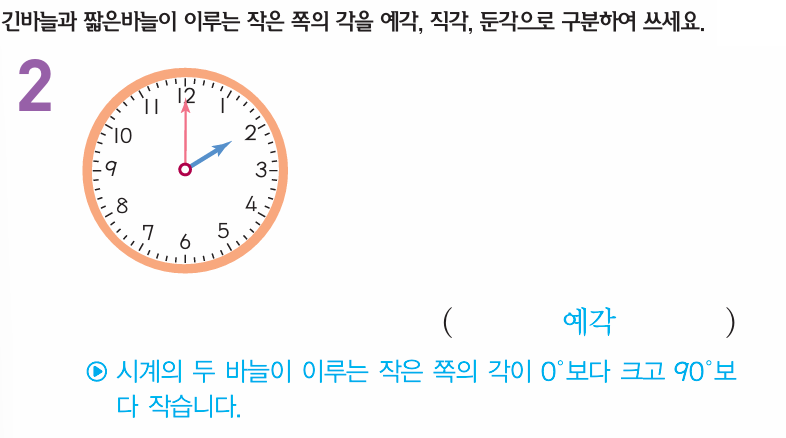 긴바늘과 짧은바늘이 이루는 작은 쪽의 각을 예각, 직각, 둔각으로 구분하여 쓰세요.
2
12
11 1
10 2
9 3
8 4
7 5
6
( 예각 )
시계의 두 바늘이 이루는 작은 쪽의 각이 0°보다 크고 90°보
다 작습니다.